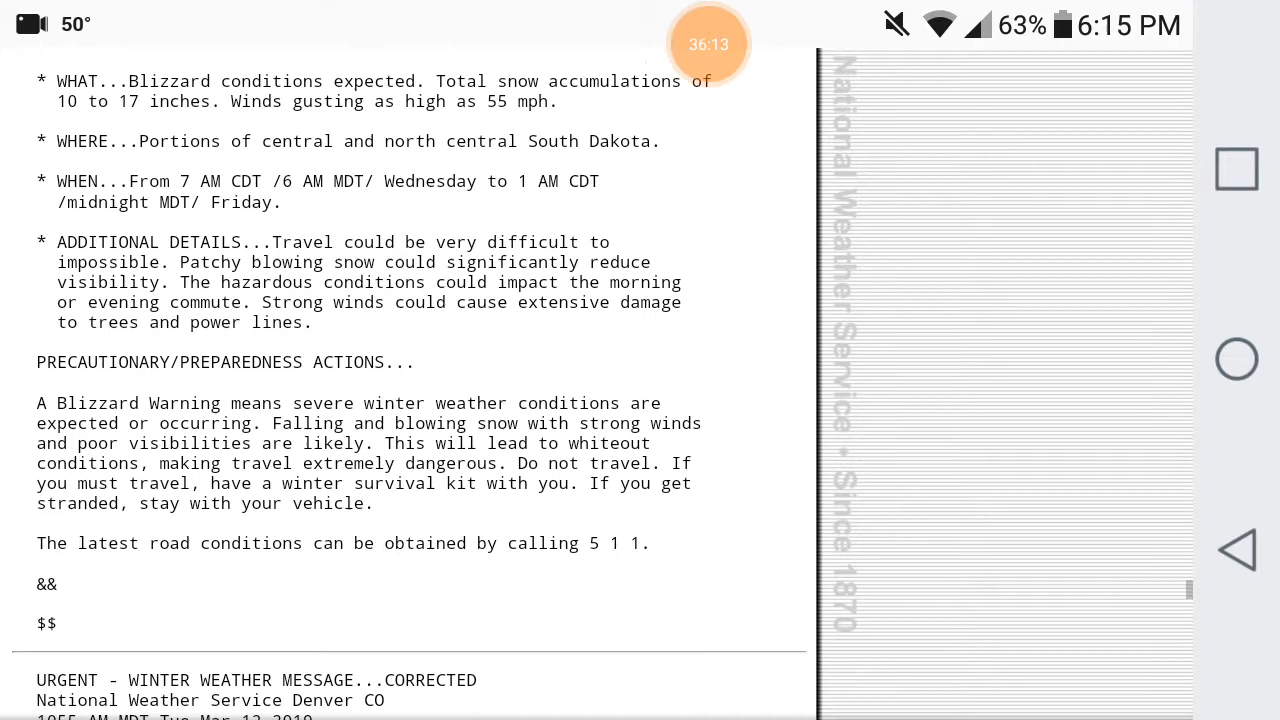 50°
36:13
63%
6:15 PM
* WHAT...Blizzard conditions expected. Total snow accumulations of
10 to 17 inches. Winds gusting as high as 55 mph.
* WHERE...ortions of central and north central South Dakota.
* WHEN...From 7 AM CDT /6 AM MDT/ Wednesday to 1 AM CDT
/midnight MDT/ Friday.
* ADDITIONAL DETAILS...Travel could be very difficult to
impossible. Patchy blowing snow could significantly reduce
visibility. The hazardous conditions could impact the morning
or evening commute. Strong winds could cause extensive damage
to trees and power lines.
PRECAUTIONARY/PREPAREDNESS ACTIONS...
A Blizzard Warning means severe winter weather conditions are
expected or occurring. Falling and blowing snow with strong winds
and poor visibilities are likely. This will lead to whiteout
conditions, making travel extremely dangerous. Do not travel. If
you must travel, have a winter survival kit with you. If you get
stranded, stay with your vehicle.
The latest road conditions can be obtained by calling 5 1 1.
&&
$$
URGENT - WINTER WEATHER MESSAGE...CORRECTED
National Weather Service Denver CO
1055 AM MDT Tue Mar 12 2019
National Weather Service • Since 1870